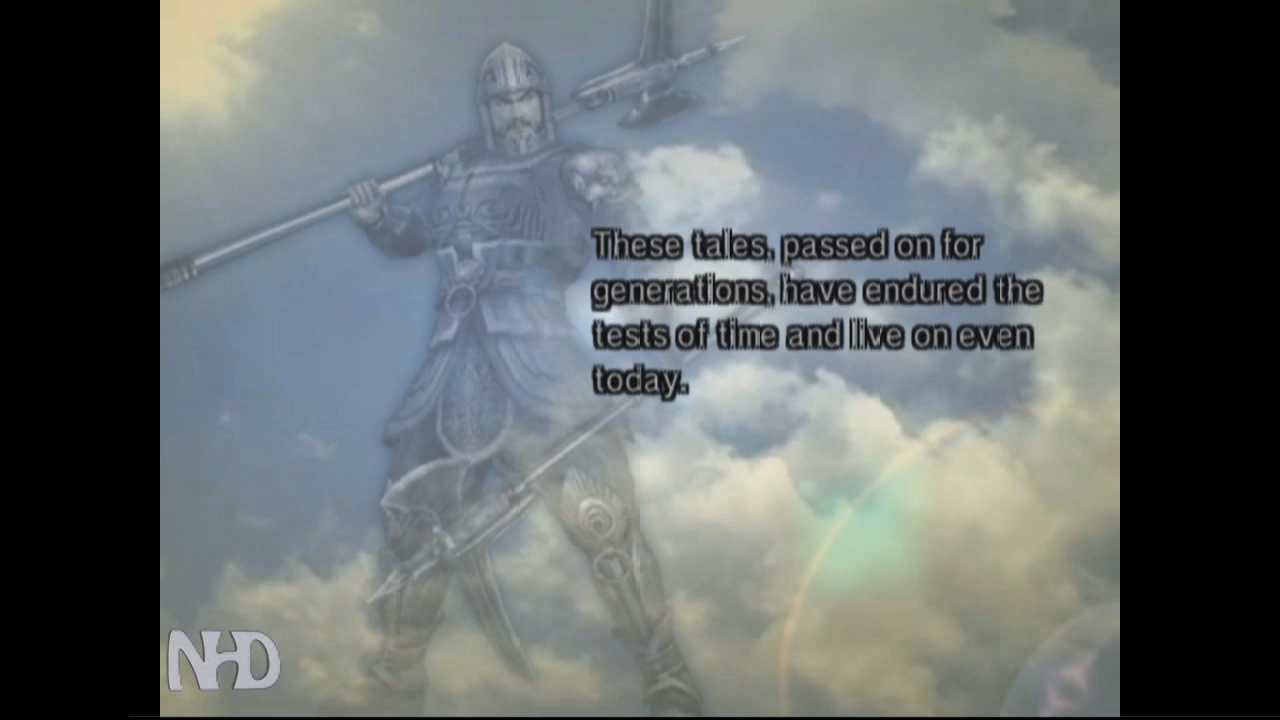 These tales, passed on for
generations, have endured the
tests of time and live on even
today.
NHD